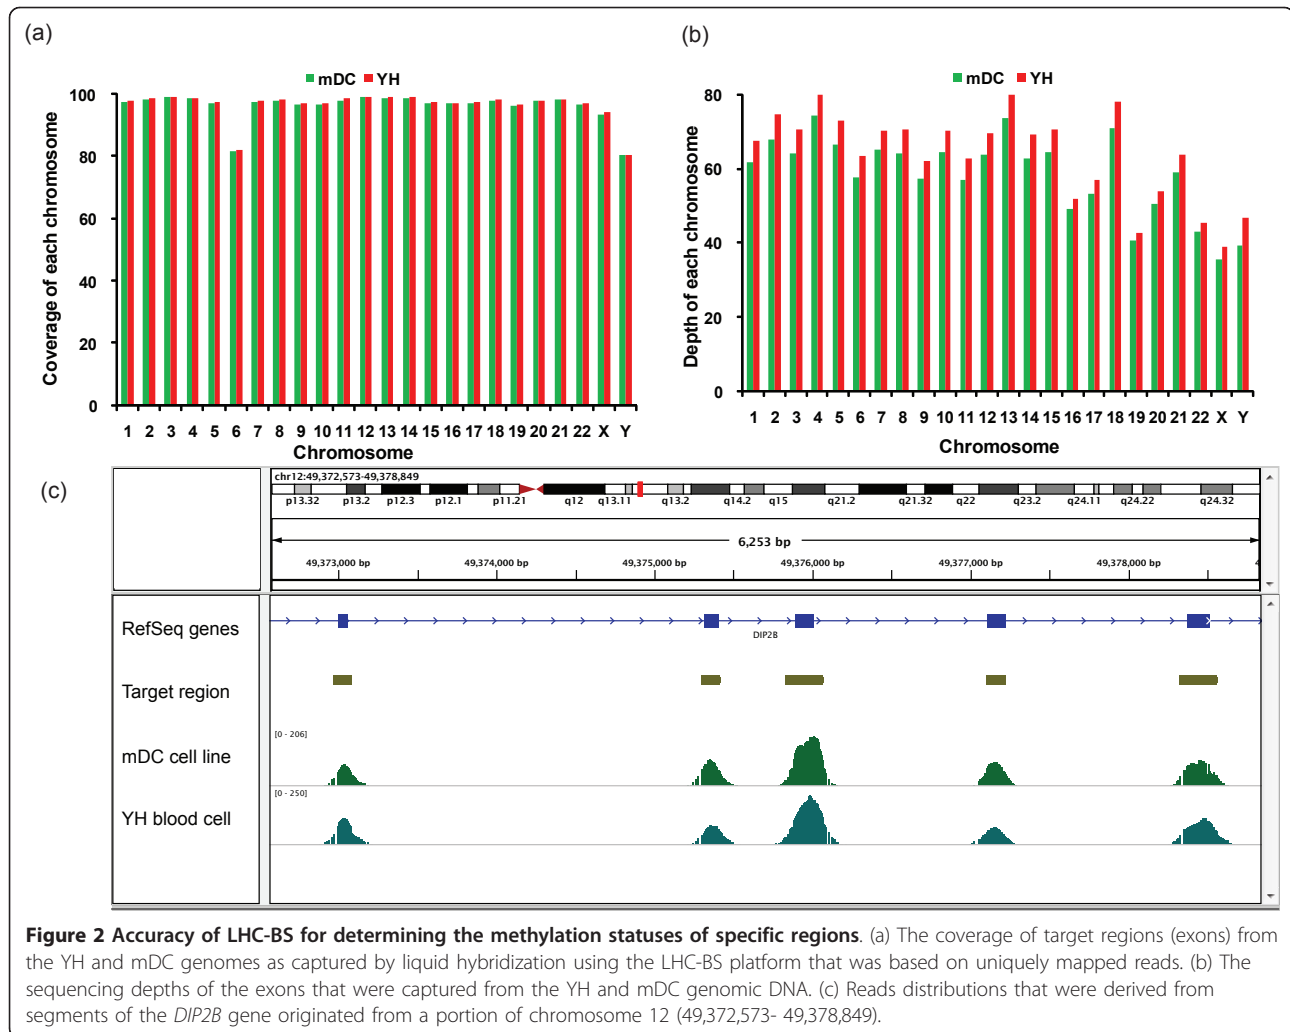 (a)
mDC YH
Coverage of each chromosome
100
80
60
40
20
0
1 2 3 4 5 6 7 8 9 10 11 12 13 14 15 16 17 18 19 20 21 22 X Y
Chromosome
(b)
mDC YH
Depth of each chromosome
80
60
40
20
0
1 2 3 4 5 6 7 8 9 10 11 12 13 14 15 16 17 18 19 20 21 22 X Y
Chromosome
(c)
chr12:49,372,573-49,378,849
p13.32 p13.2 p12.3 p12.1 p11.21 q12 q13.11 q13.2 q14.2 q15 q21.2 q21.32 q22 q23.2 q24.11 q24.22 q24.32
6,253 bp
49,373,000 bp 49,374,000 bp 49,375,000 bp 49,376,000 bp 49,377,000 bp 49,378,000 bp
RefSeq genes
DIP2B
Target region
[0 - 206]
mDC cell line
[0 - 250]
YH blood cell
Figure 2 Accuracy of LHC-BS for determining the methylation statuses of specific regions. (a) The coverage of target regions (exons) from
the YH and mDC genomes as captured by liquid hybridization using the LHC-BS platform that was based on uniquely mapped reads. (b) The
sequencing depths of the exons that were captured from the YH and mDC genomic DNA. (c) Reads distributions that were derived from
segments of the DIP2B gene originated from a portion of chromosome 12 (49,372,573- 49,378,849).